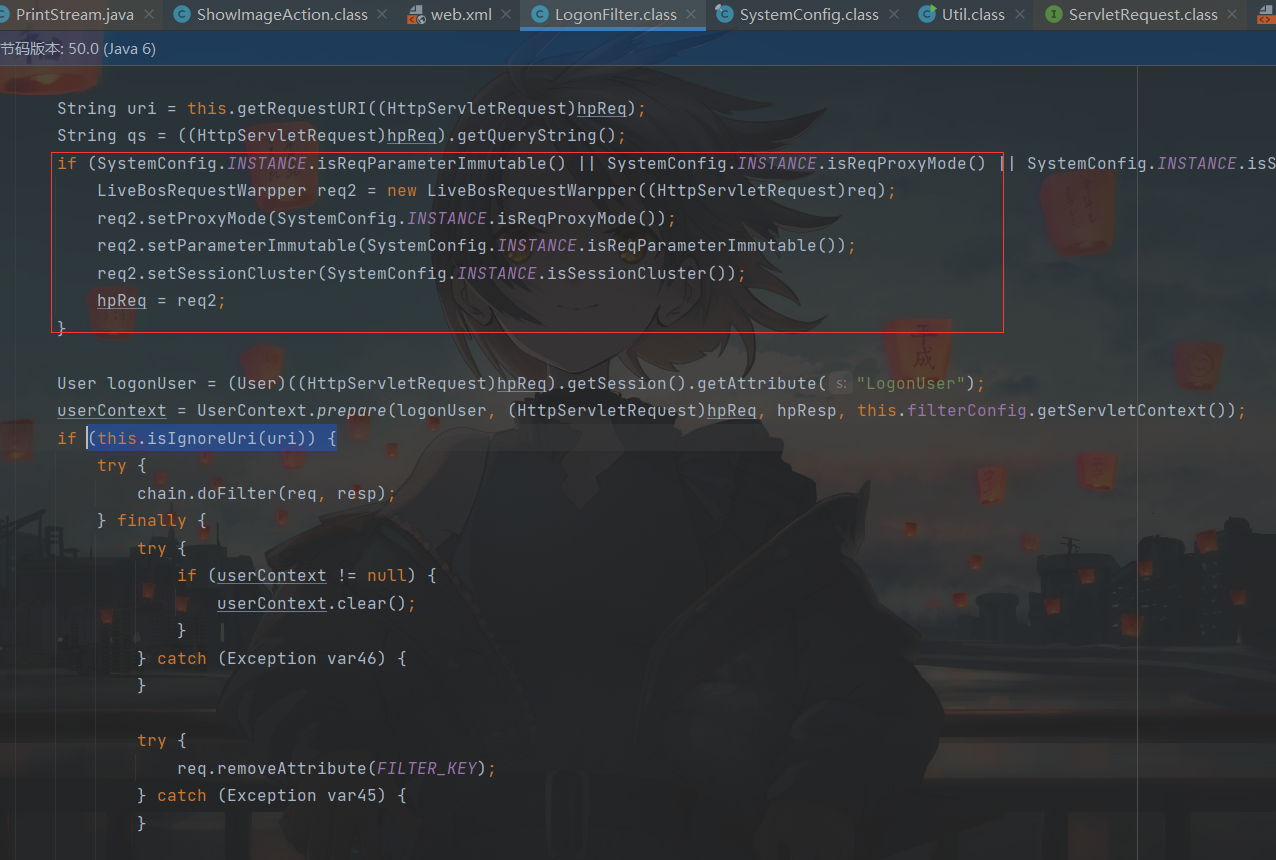 PrintStream.java ShowImageAction.class web.xml LogonFilter.class SystemConfig.class Util.class ServletRequest.class
节码版本: 50.0 (Java 6)
String uri = this.getRequestURI((HttpServletRequest)hpReq);
String qs = ((HttpServletRequest)hpReq).getQueryString();
if (SystemConfig.INSTANCE.isReqParameterImmutable() || SystemConfig.INSTANCE.isReqProxyMode() || SystemConfig.INSTANCE.isS
LiveBosRequestWarpper req2 = new LiveBosRequestWarpper((HttpServletRequest)req);
req2.setProxyMode(SystemConfig.INSTANCE.isReqProxyMode());
req2.setParameterImmutable(SystemConfig.INSTANCE.isReqParameterImmutable());
req2.setSessionCluster(SystemConfig.INSTANCE.isSessionCluster());
hpReq = req2;
}
User logonUser = (User)((HttpServletRequest)hpReq).getSession().getAttribute( s: "LogonUser");
userContext = UserContext.prepare(logonUser, (HttpServletRequest)hpReq, hpResp, this.filterConfig.getServletContext());
if (this.isIgnoreUri(uri)) {
try {
chain.doFilter(req, resp);
} finally {
try {
if (userContext != null) {
userContext.clear();
}
} catch (Exception var46) {
}
try {
req.removeAttribute(FILTER_KEY);
} catch (Exception var45) {
}